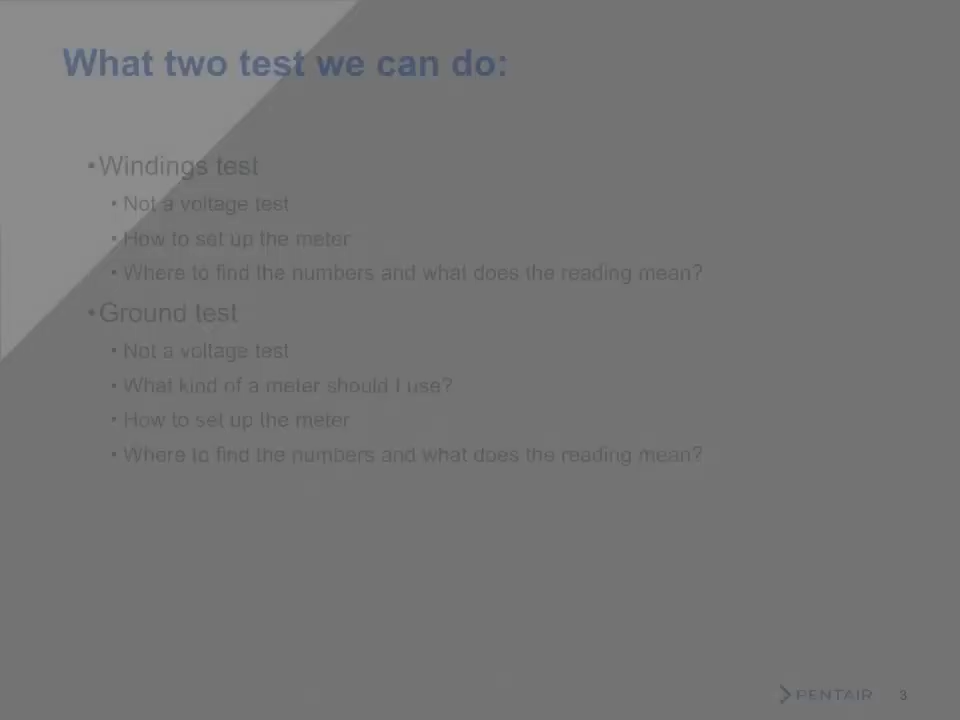 What two test we can do:
•Windings test
• Not a voltage test
• How to set up the meter
• Where to find the numbers and what does the reading mean?
•Ground test
• Not a voltage test
• What kind of a meter should I use?
• How to set up the meter
• Where to find the numbers and what does the reading mean?
PENTAIR 3